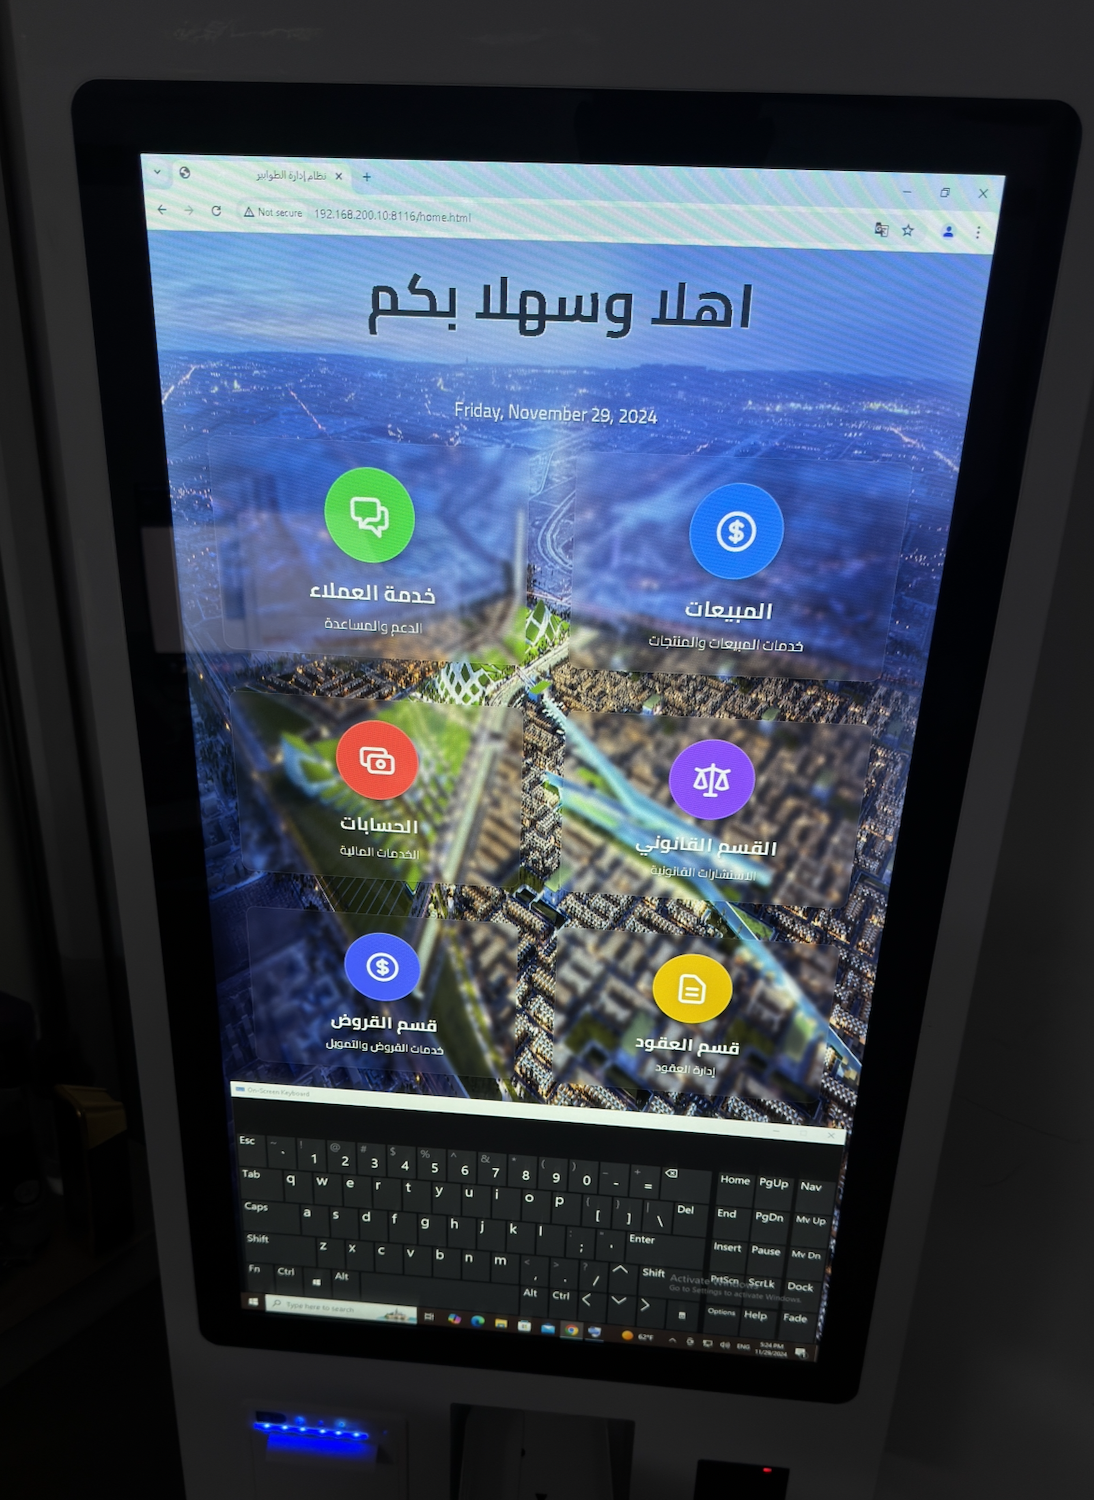 نظام إدارة الطوابير
Not secure 192.168.200.10:8116/home.html
اهلا وسهلا بكم
Friday, November 29, 2024
المبيعات
خدمات المبيعات والمنتجات
خدمة العملاء
الدعم والمساعدة
القسم القانوني
الاستشارات القانونية
الحسابات
الخدمات المالية
قسم العقود
إدارة العقود
قسم القروض
خدمات القروض والتمويل
On-Screen Keyboard
Esc ~ ` ! 1 @ 2 # 3 $ 4 % 5 ^ 6 & 7 * 8 ( 9 ) 0 _ - + = Home PgUp Nav
Tab q w e r t y u i o p { [ } ] | \ Del End PgDn Mv Up
Caps a s d f g h j k l : ; " ' Enter Insert Pause Mv Dn
Shift z x c v b n m < , > . ? / Shift PrtScn ScrLk Dock
Fn Ctrl Alt Alt Ctrl Options Help Fade
Activate Windows
Go to Settings to activate Windows.
Type here to search
62°F ENG 5:24 PM
11/29/2024